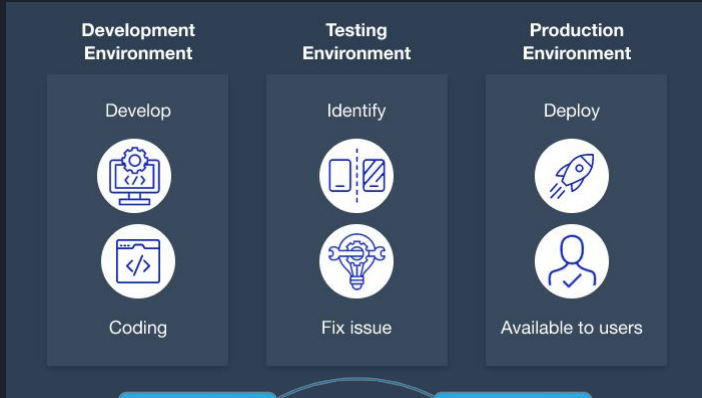 Development
Environment
Testing
Environment
Production
Environment
Develop
Identify
Deploy
</>
</>
Coding
Fix issue
Available to users